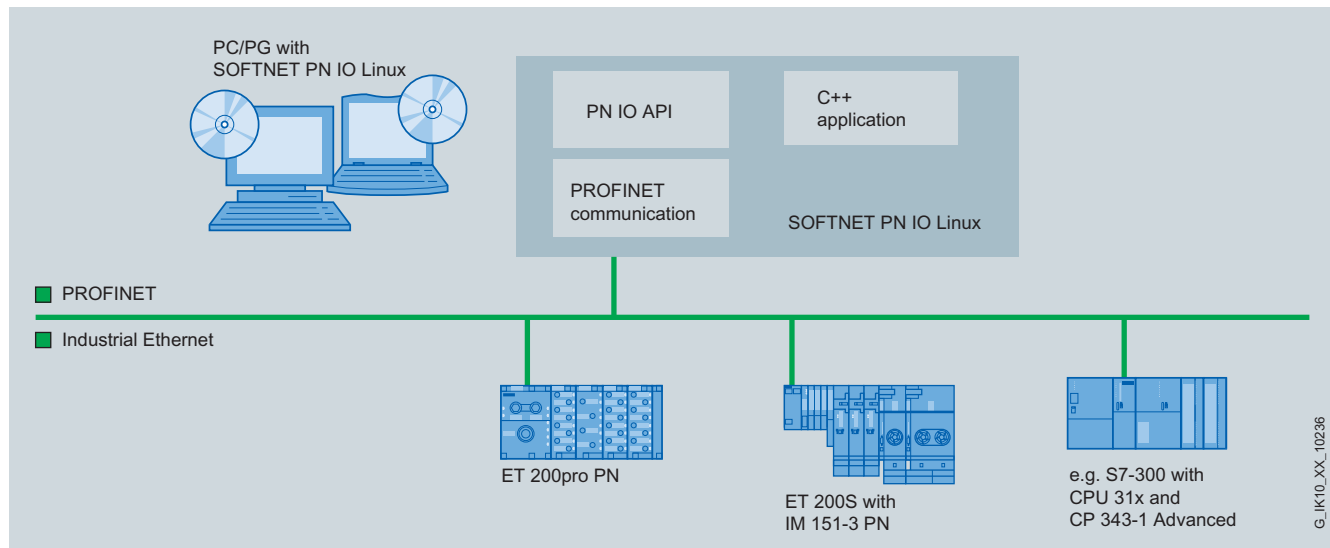 PC/PG with
SOFTNET PN IO Linux
PN IO API
C++
application
PROFINET
communication
SOFTNET PN IO Linux
PROFINET
Industrial Ethernet
ET 200pro PN
ET 200S with
IM 151-3 PN
e.g. S7-300 with
CPU 31x and
CP 343-1 Advanced
G_IK10_XX_10236